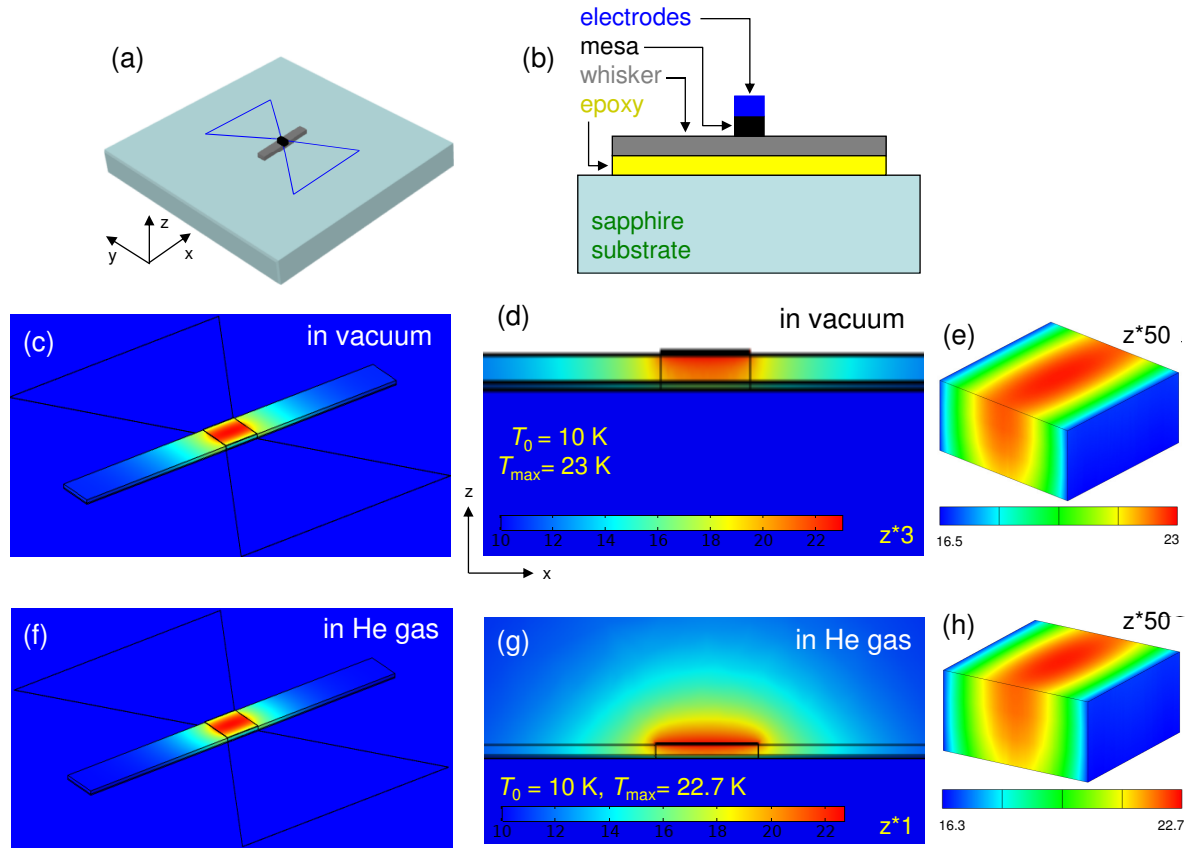 (a)
z
y
x
(b)
electrodes
mesa
whisker
epoxy
sapphire
substrate
(c)
in vacuum
(d)
in vacuum
T0 = 10 K
Tmax= 23 K
10 12 14 16 18 20 22
z*3
z
x
(e)
z*50
16.5 23
(f)
in He gas
(g)
in He gas
T0 = 10 K, Tmax= 22.7 K
10 12 14 16 18 20 22
z*1
(h)
z*50
16.3 22.7